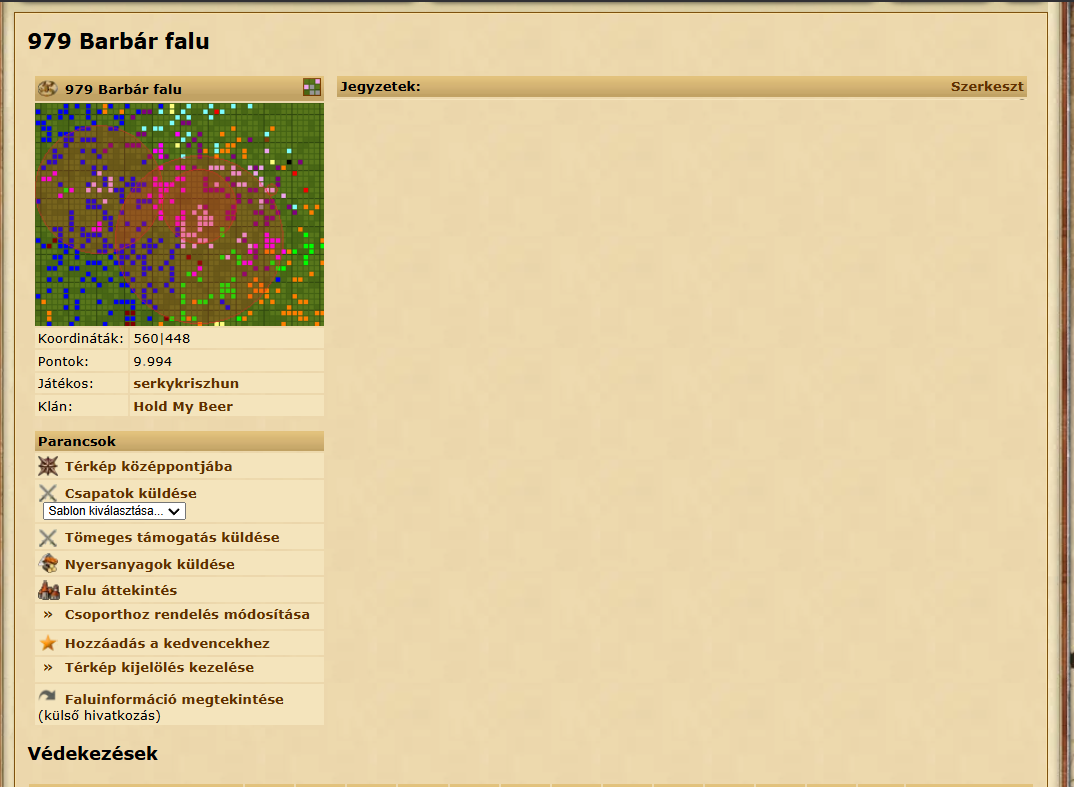 979 Barbár falu
979 Barbár falu
Koordináták: 560|448
Pontok: 9.994
Játékos: serkykriszhun
Klán: Hold My Beer
Parancsok
Térkép középpontjába
Csapatok küldése
Sablon kiválasztása...
Tömeges támogatás küldése
Nyersanyagok küldése
Falu áttekintés
» Csoporthoz rendelés módosítása
Hozzáadás a kedvencekhez
» Térkép kijelölés kezelése
Faluinformáció megtekintése
(külső hivatkozás)
Jegyzetek: Szerkeszt
Védekezések